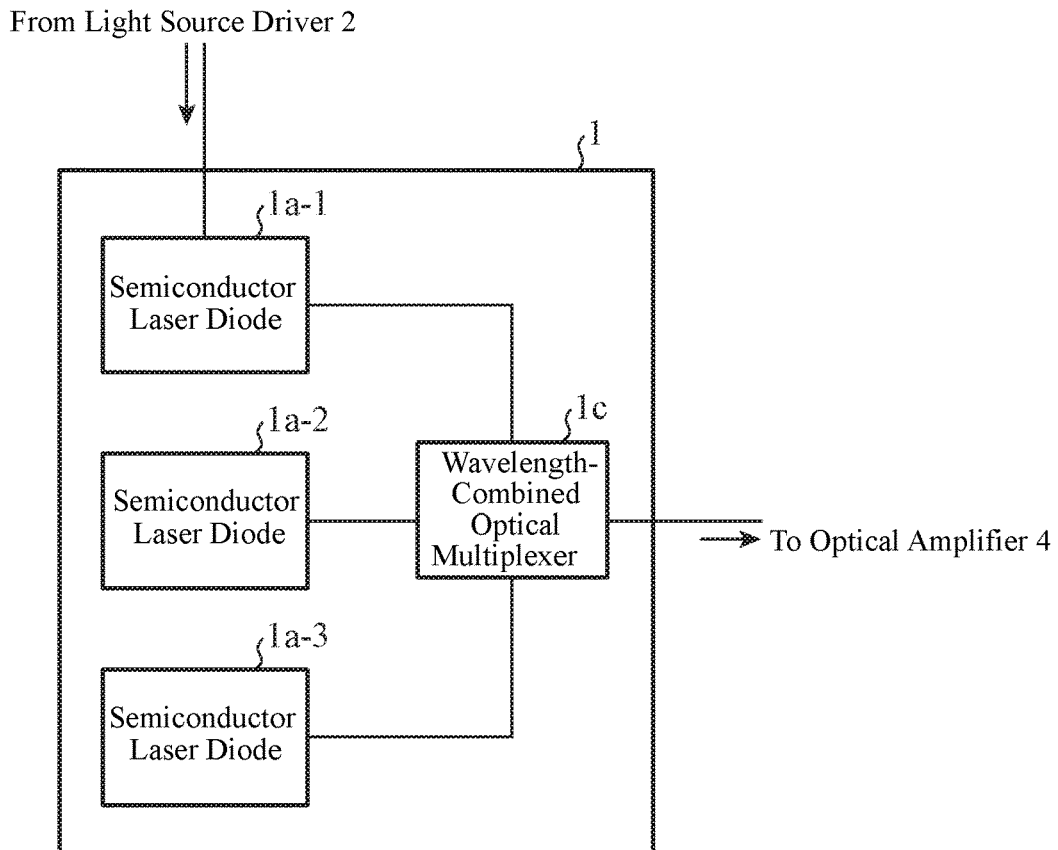 From Light Source Driver 2
1
1a-1
Semiconductor
Laser Diode
1a-2
1c
Semiconductor
Laser Diode
Wavelength-
Combined
Optical
Multiplexer
To Optical Amplifier 4
1a-3
Semiconductor
Laser Diode